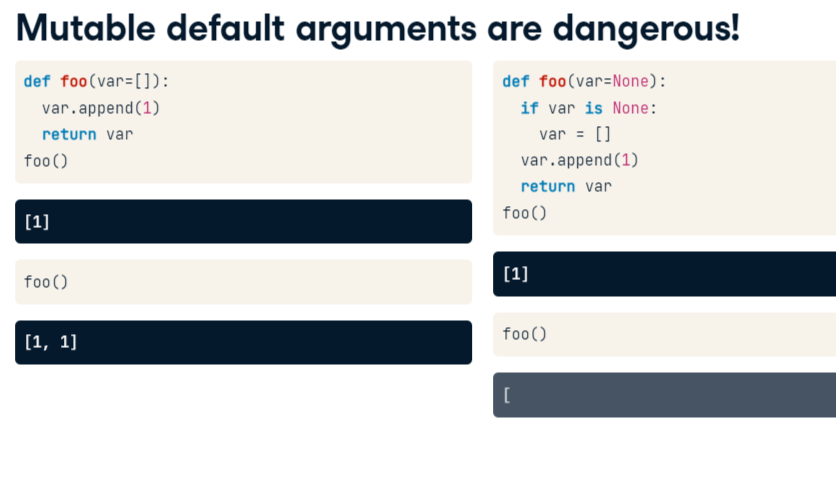 Mutable default arguments are dangerous!
def foo(var=[]):
  var.append(1)
  return var
foo()
[1]
foo()
[1, 1]
def foo(var=None):
  if var is None:
    var = []
  var.append(1)
  return var
foo()
[1]
foo()
[